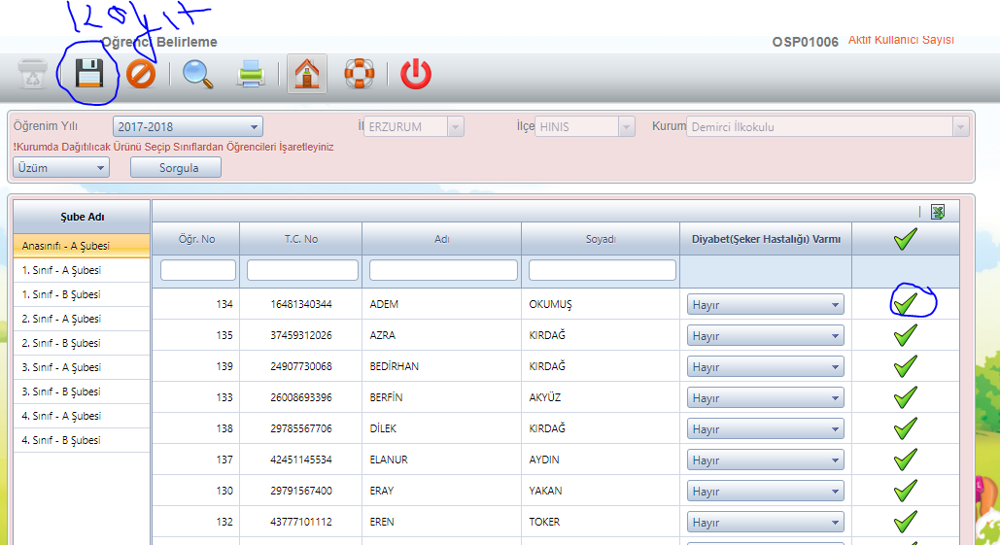 kayıt
Öğrenci Belirleme OSP01006 Aktif Kullanıcı Sayısı
Öğrenim Yılı 2017-2018 İl ERZURUM İlçe HINIS Kurum Demirci İlkokulu
!Kurumda Dağıtılıcak Ürünü Seçip Sınıflardan Öğrencileri İşaretleyiniz
Üzüm Sorgula
Şube Adı
Anasınıfı - A Şubesi
1. Sınıf - A Şubesi
1. Sınıf - B Şubesi
2. Sınıf - A Şubesi
2. Sınıf - B Şubesi
3. Sınıf - A Şubesi
3. Sınıf - B Şubesi
4. Sınıf - A Şubesi
4. Sınıf - B Şubesi
Öğr. No T.C. No Adı Soyadı Diyabet(Şeker Hastalığı) Varmı
134 16481340344 ADEM OKUMUŞ Hayır
135 37459312026 AZRA KIRDAĞ Hayır
139 24907730068 BEDİRHAN KIRDAĞ Hayır
133 26008693396 BERFİN AKYÜZ Hayır
138 29785567706 DİLEK KIRDAĞ Hayır
137 42451145534 ELANUR AYDIN Hayır
130 29791567400 ERAY YAKAN Hayır
132 43777101112 EREN TOKER Hayır